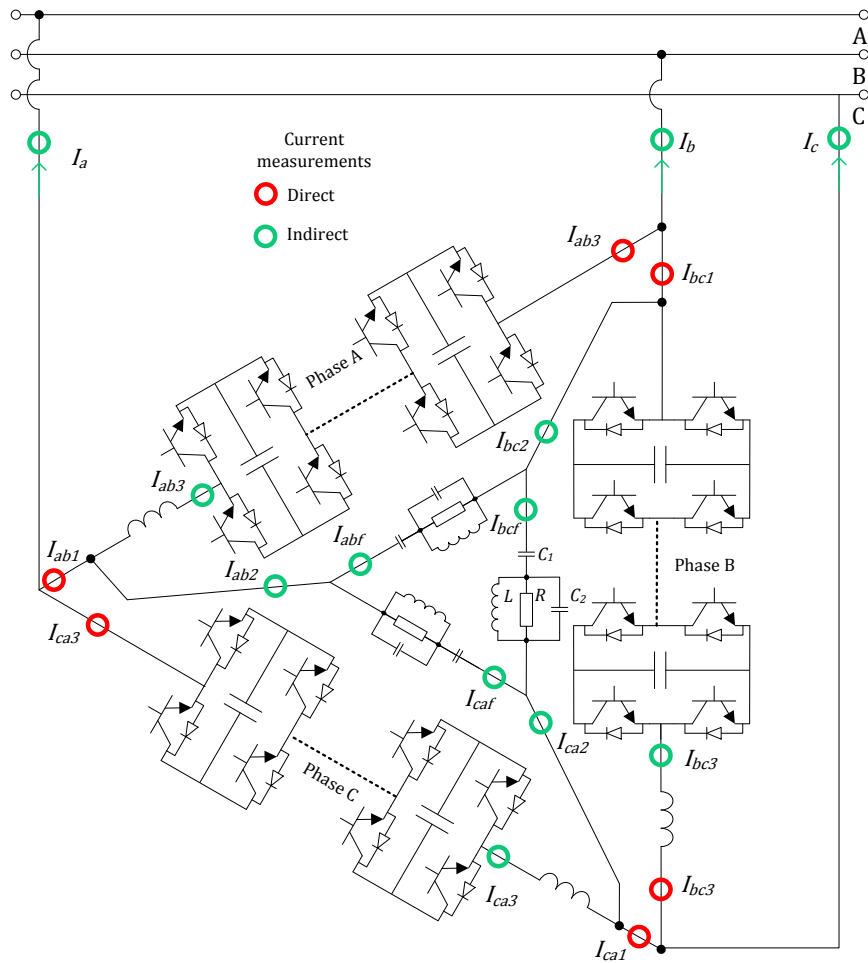 A
B
C
I_a
Current
measurements
Direct
Indirect
I_b
I_c
I_ab3
I_bc1
Phase A
I_bc2
I_ab3
I_bcf
I_abf
I_ab1
I_ab2
C_1
Phase B
L
R
C_2
I_ca3
I_caf
I_ca2
I_bc3
Phase C
I_ca3
I_bc3
I_ca1